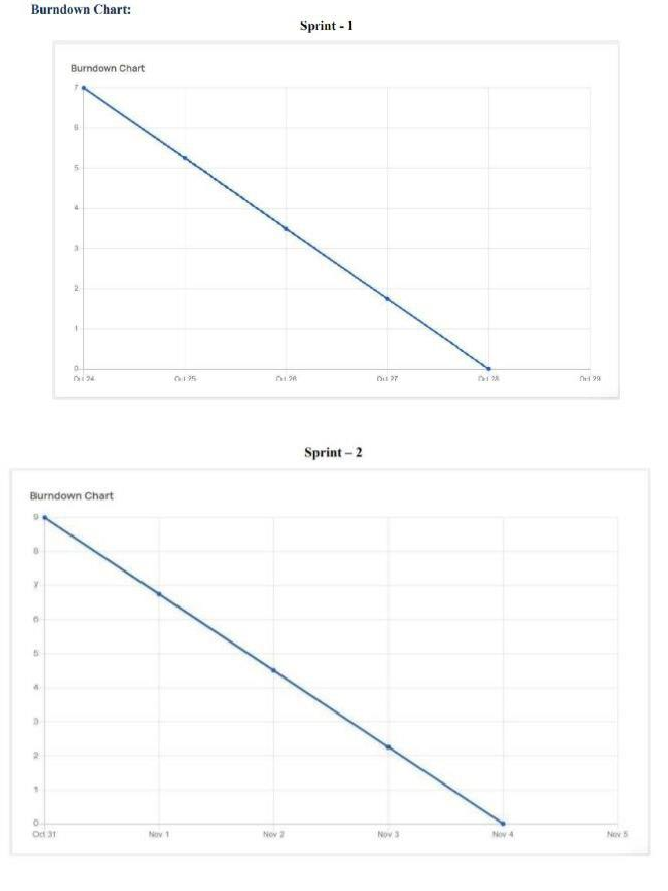 Burndown Chart:
Sprint - 1
Burndown Chart
7
6
5
4
3
2
1
0
Oct 24 Oct 25 Oct 26 Oct 27 Oct 28 Oct 29
Sprint – 2
Burndown Chart
9
8
7
6
5
4
3
2
1
0
Oct 31 Nov 1 Nov 2 Nov 3 Nov 4 Nov 5